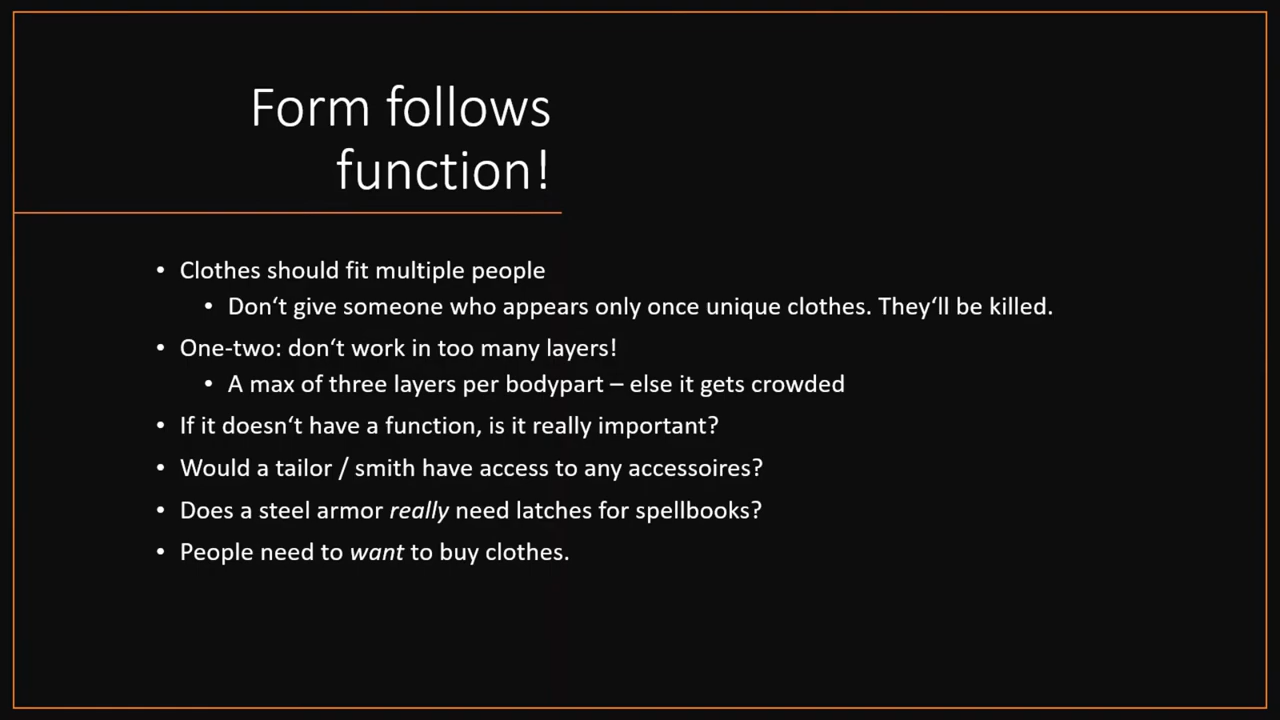 Form follows
function!
• Clothes should fit multiple people
• Don‘t give someone who appears only once unique clothes. They‘ll be killed.
• One-two: don‘t work in too many layers!
• A max of three layers per bodypart – else it gets crowded
• If it doesn‘t have a function, is it really important?
• Would a tailor / smith have access to any accessoires?
• Does a steel armor really need latches for spellbooks?
• People need to want to buy clothes.